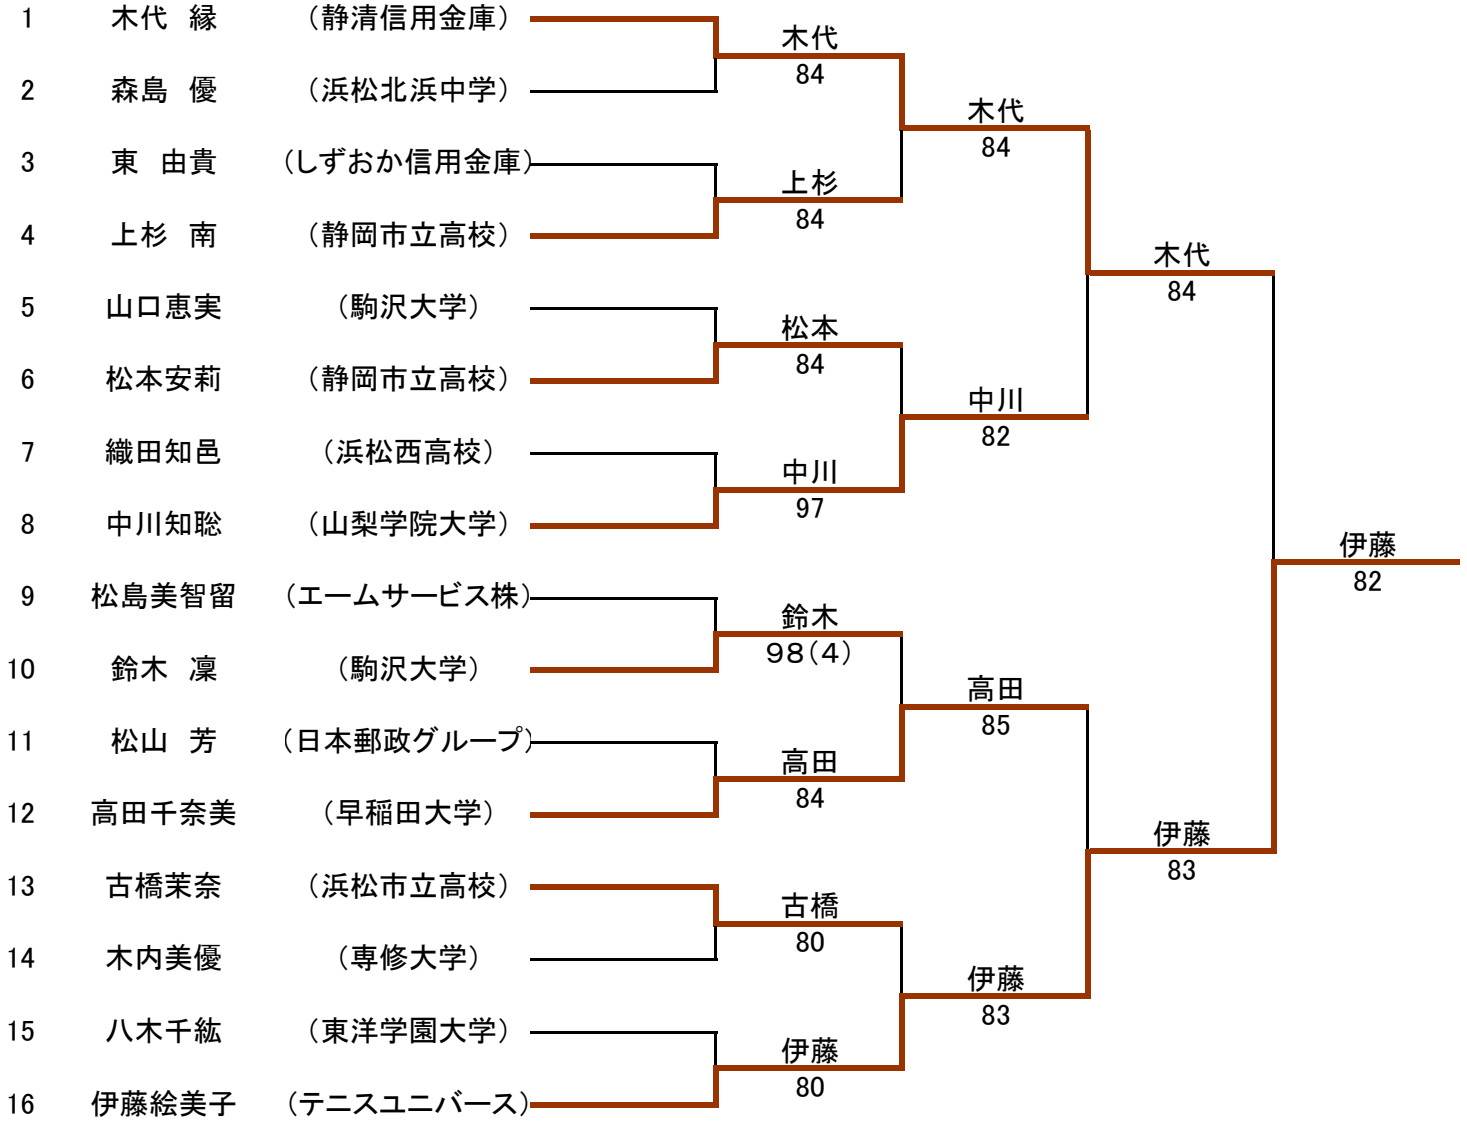 1 木代 縁 (静清信用金庫)
木代
84
2 森島 優 (浜松北浜中学)
木代
84
3 東 由貴 (しずおか信用金庫)
上杉
84
4 上杉 南 (静岡市立高校)
木代
84
5 山口恵実 (駒沢大学)
松本
84
6 松本安莉 (静岡市立高校)
中川
82
7 織田知邑 (浜松西高校)
中川
97
8 中川知聡 (山梨学院大学)
伊藤
82
9 松島美智留 (エームサービス株)
鈴木
98(4)
10 鈴木 凜 (駒沢大学)
高田
85
11 松山 芳 (日本郵政グループ)
高田
84
12 高田千奈美 (早稲田大学)
伊藤
83
13 古橋茉奈 (浜松市立高校)
古橋
80
14 木内美優 (専修大学)
伊藤
83
15 八木千紘 (東洋学園大学)
伊藤
80
16 伊藤絵美子 (テニスユニバース)